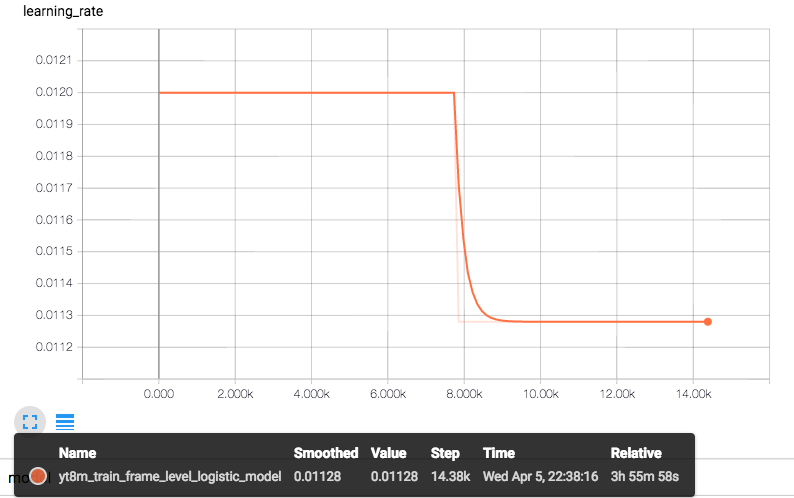 learning_rate
0.0121
0.0120
0.0119
0.0118
0.0117
0.0116
0.0115
0.0114
0.0113
0.0112
0.000 2.000k 4.000k 6.000k 8.000k 10.00k 12.00k 14.00k
Name Smoothed Value Step Time Relative
yt8m_train_frame_level_logistic_model 0.01128 0.01128 14.38k Wed Apr 5, 22:38:16 3h 55m 58s